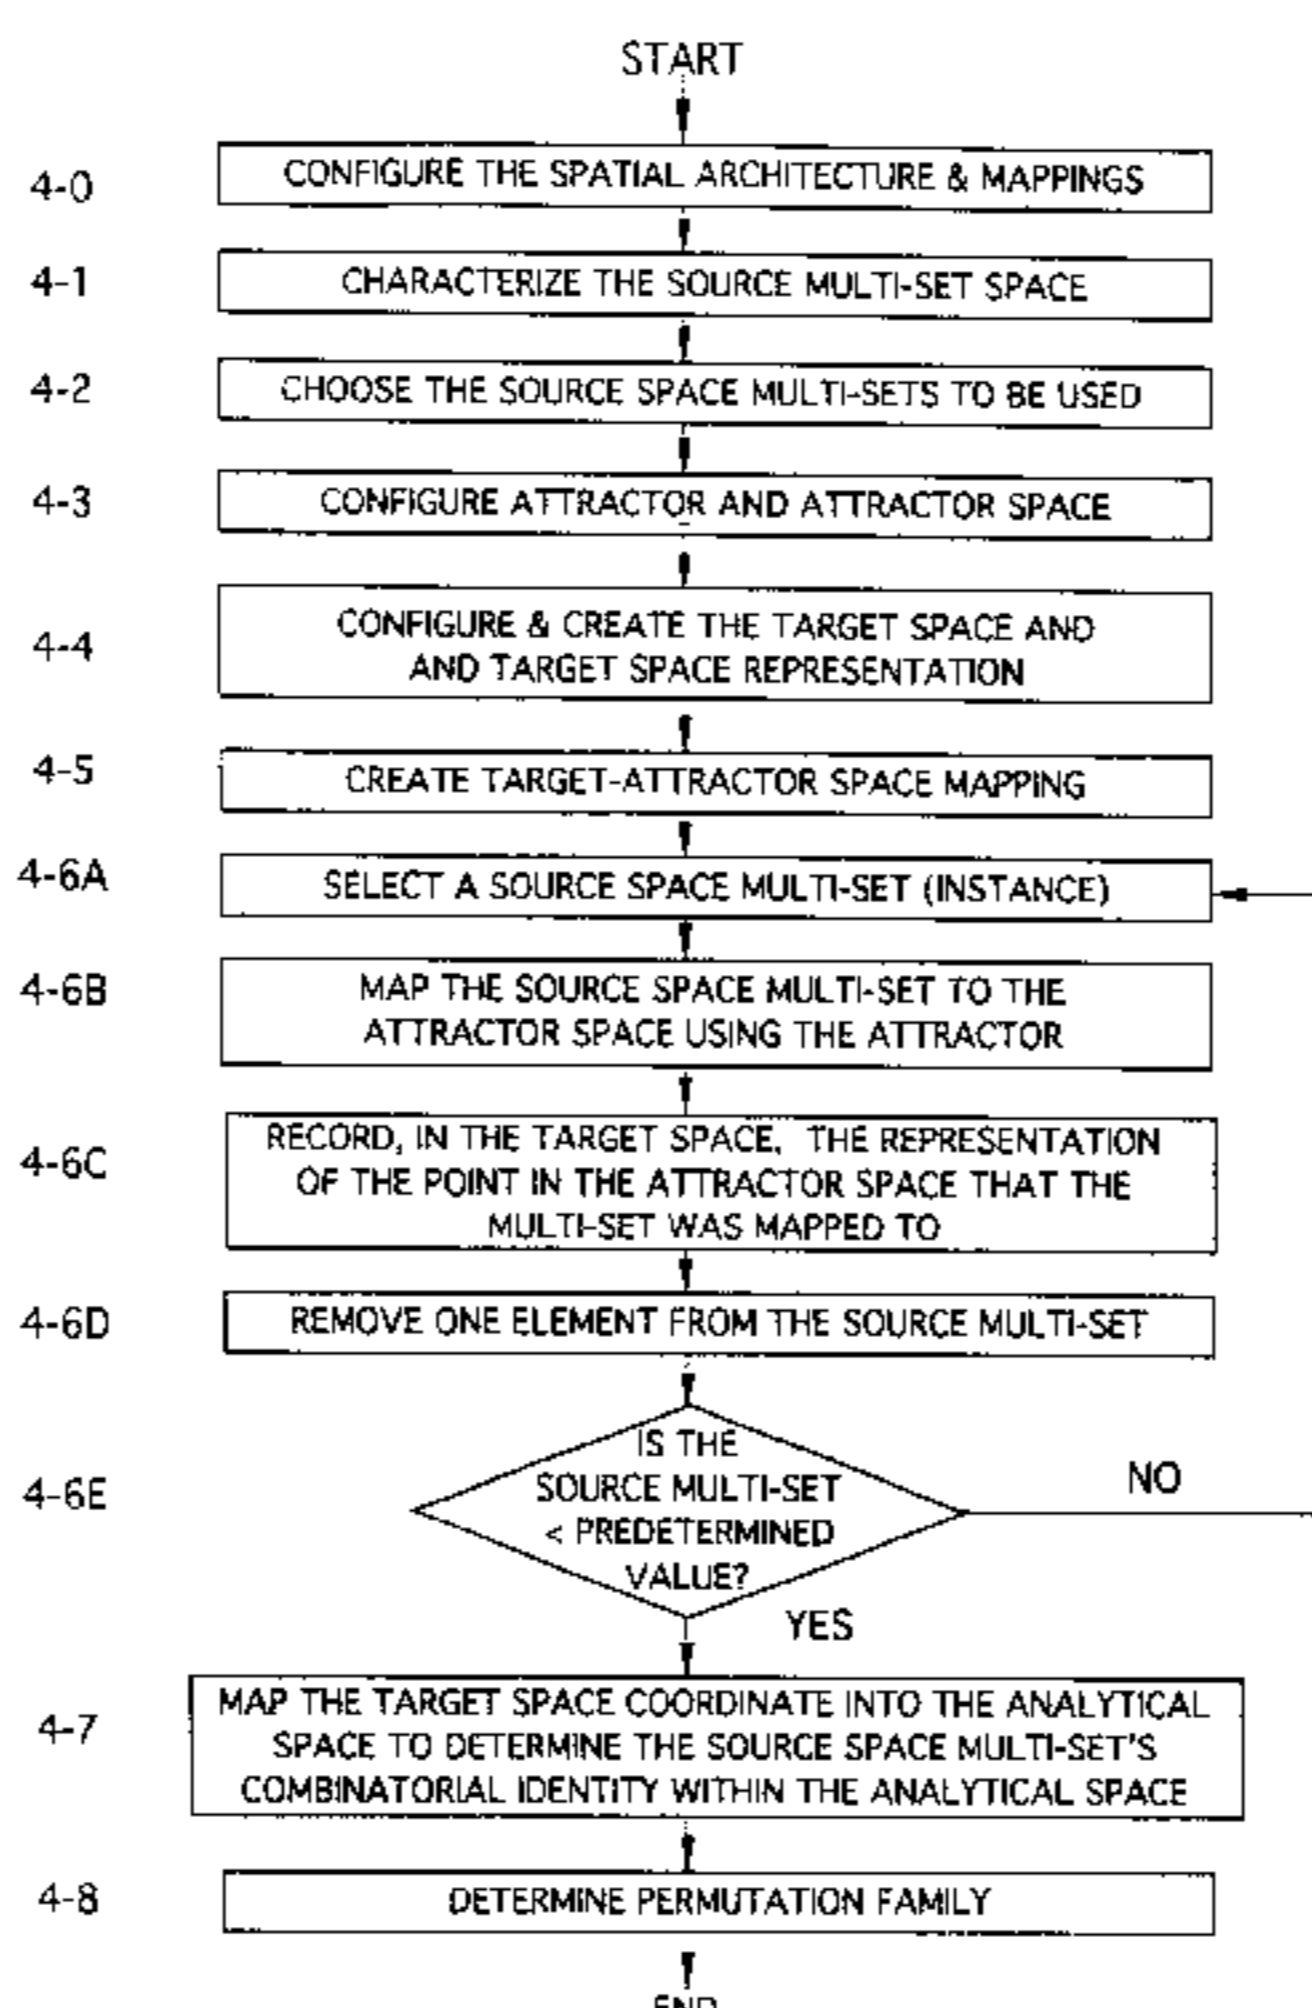 START
4-0
CONFIGURE THE SPATIAL ARCHITECTURE & MAPPINGS
4-1
CHARACTERIZE THE SOURCE MULTI-SET SPACE
4-2
CHOOSE THE SOURCE SPACE MULTI-SETS TO BE USED
4-3
CONFIGURE ATTRACTOR AND ATTRACTOR SPACE
4-4
CONFIGURE & CREATE THE TARGET SPACE AND
AND TARGET SPACE REPRESENTATION
4-5
CREATE TARGET-ATTRACTOR SPACE MAPPING
4-6A
SELECT A SOURCE SPACE MULTI-SET (INSTANCE)
4-6B
MAP THE SOURCE SPACE MULTI-SET TO THE
ATTRACTOR SPACE USING THE ATTRACTOR
4-6C
RECORD, IN THE TARGET SPACE, THE REPRESENTATION
OF THE POINT IN THE ATTRACTOR SPACE THAT THE
MULTI-SET WAS MAPPED TO
4-6D
REMOVE ONE ELEMENT FROM THE SOURCE MULTI-SET
4-6E
IS THE
SOURCE MULTI-SET
< PREDETERMINED
VALUE?
NO
YES
4-7
MAP THE TARGET SPACE COORDINATE INTO THE ANALYTICAL
SPACE TO DETERMINE THE SOURCE SPACE MULTI-SET'S
COMBINATORIAL IDENTITY WITHIN THE ANALYTICAL SPACE
4-8
DETERMINE PERMUTATION FAMILY
END